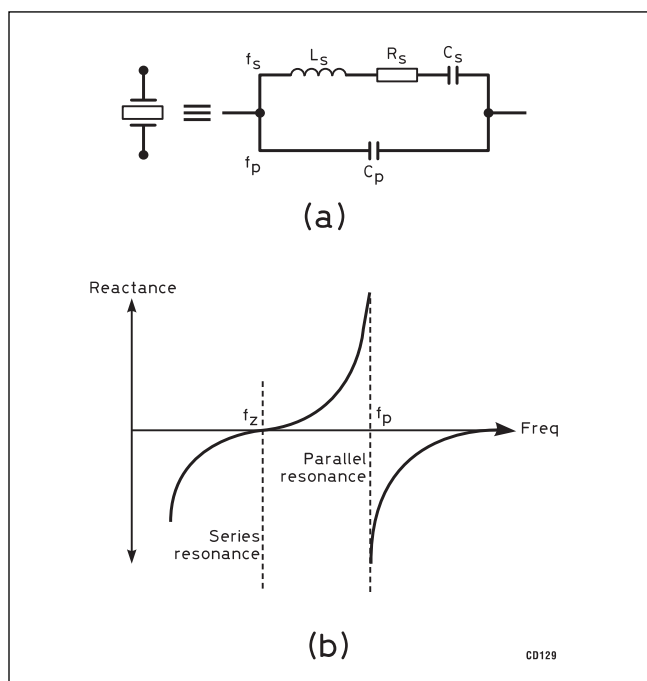 fs Ls Rs Cs
fp Cp
(a)
Reactance
fz fp
Freq
Parallel
resonance
Series
resonance
(b)
CD129